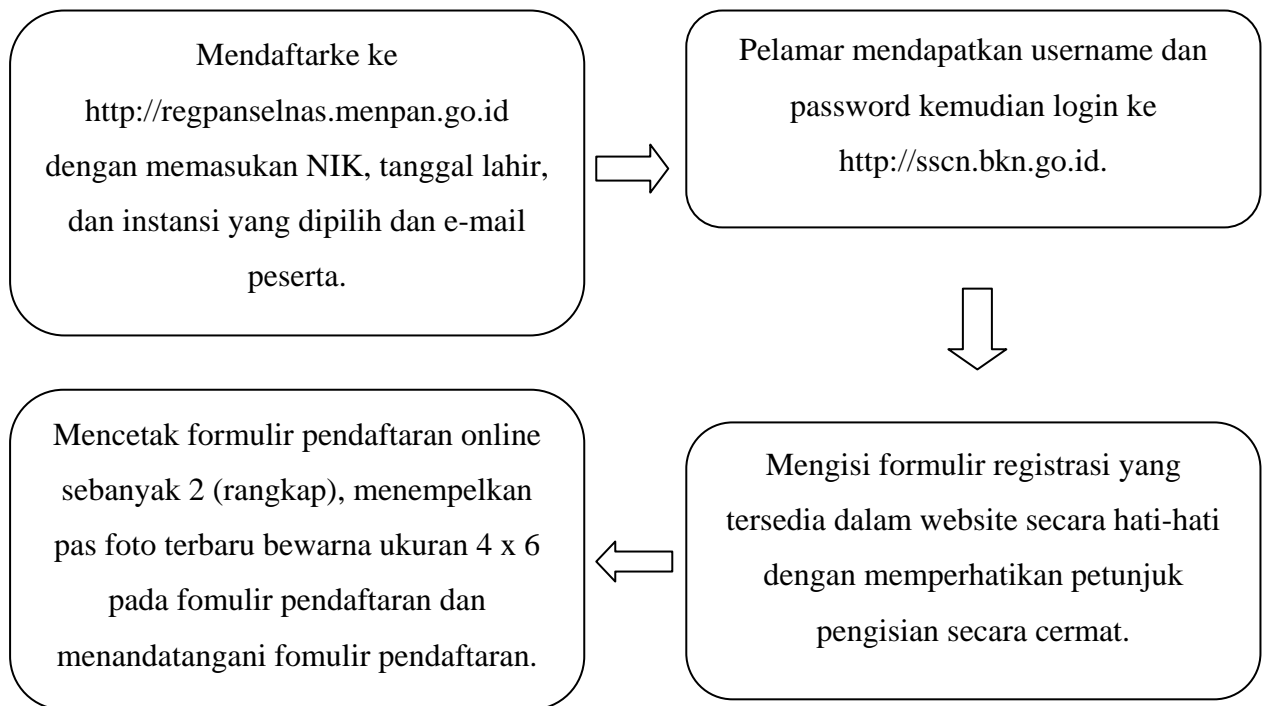 Mendaftarke ke
http://regpanselnas.menpan.go.id
dengan memasukan NIK, tanggal lahir,
dan instansi yang dipilih dan e-mail
peserta.
Pelamar mendapatkan username dan
password kemudian login ke
http://sscn.bkn.go.id.
Mengisi formulir registrasi yang
tersedia dalam website secara hati-hati
dengan memperhatikan petunjuk
pengisian secara cermat.
Mencetak formulir pendaftaran online
sebanyak 2 (rangkap), menempelkan
pas foto terbaru bewarna ukuran 4 x 6
pada fomulir pendaftaran dan
menandatangani fomulir pendaftaran.